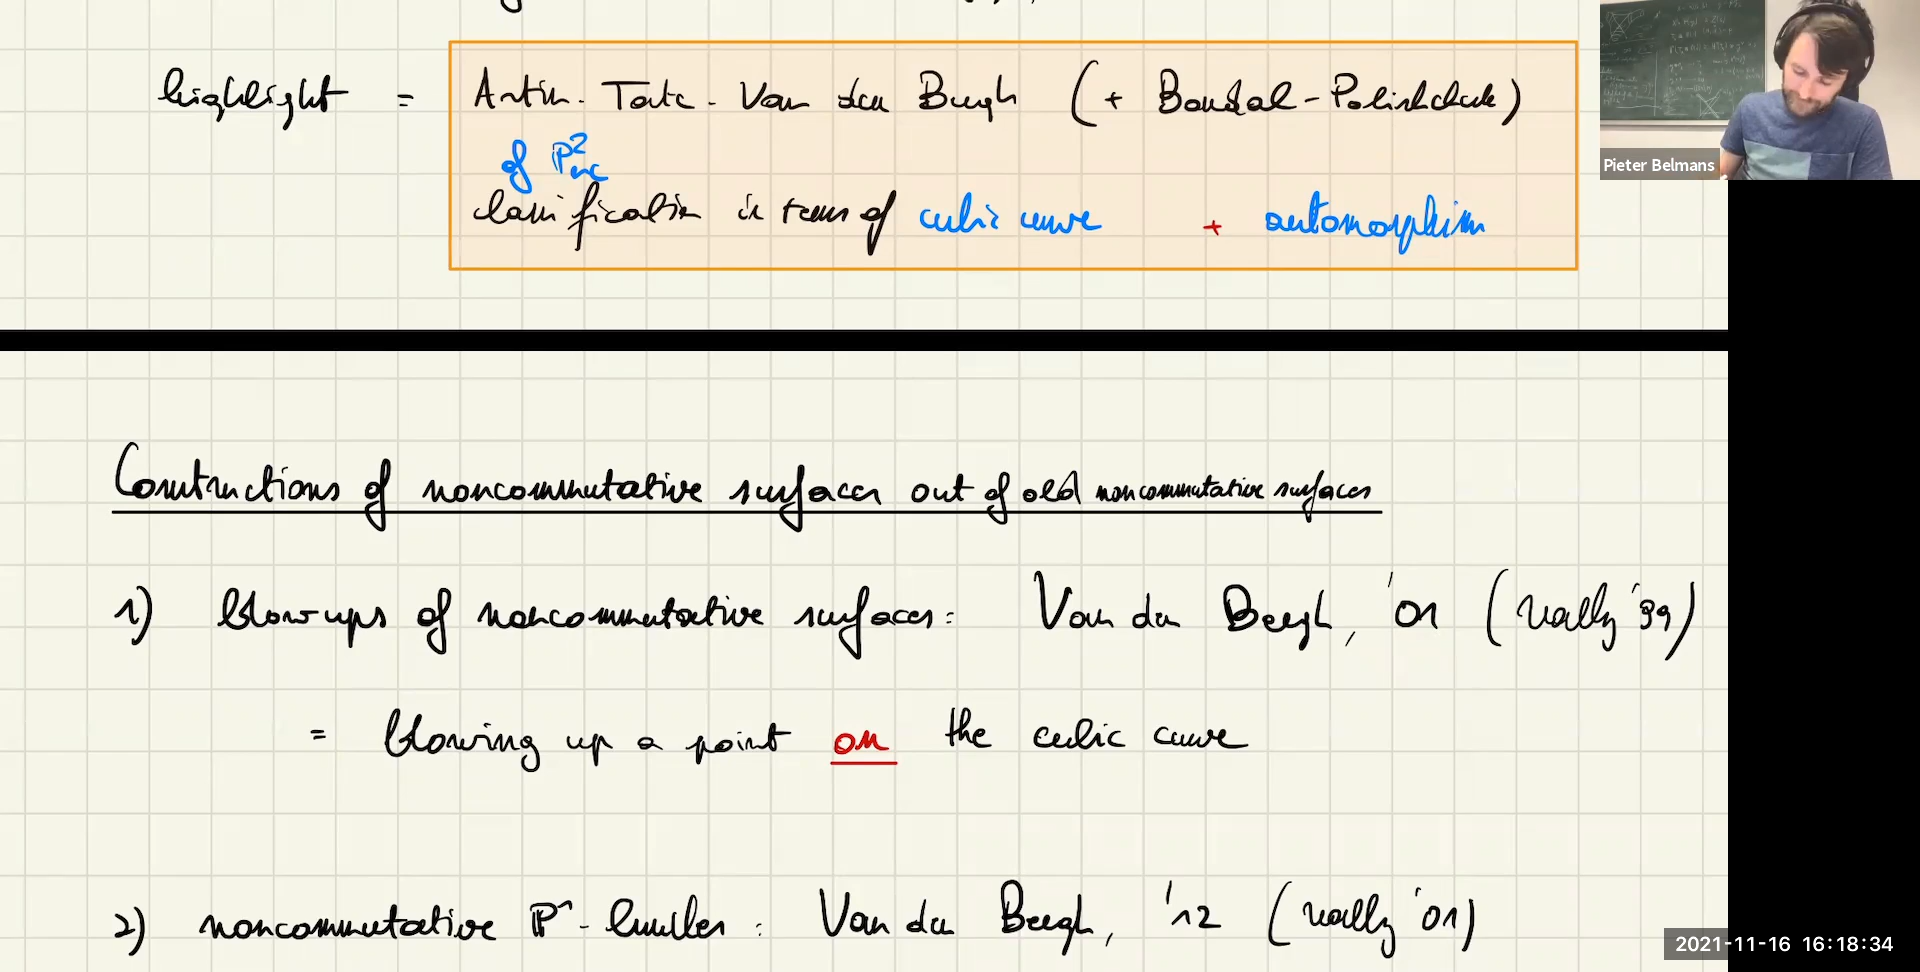 highlight = Artin-Tate-Van den Bergh (+ Bondal-Polishchuk)
of ℙ²nc
classification in terms of cubic curve + automorphism
Pieter Belmans
Constructions of noncommutative surfaces out of old noncommutative surfaces
1) blowups of noncommutative surfaces: Van den Bergh, '01 (really '99)
= blowing up a point on the cubic curve
2) noncommutative ℙ¹-bundles: Van den Bergh, '12 (really '01)
2021-11-16 16:18:34